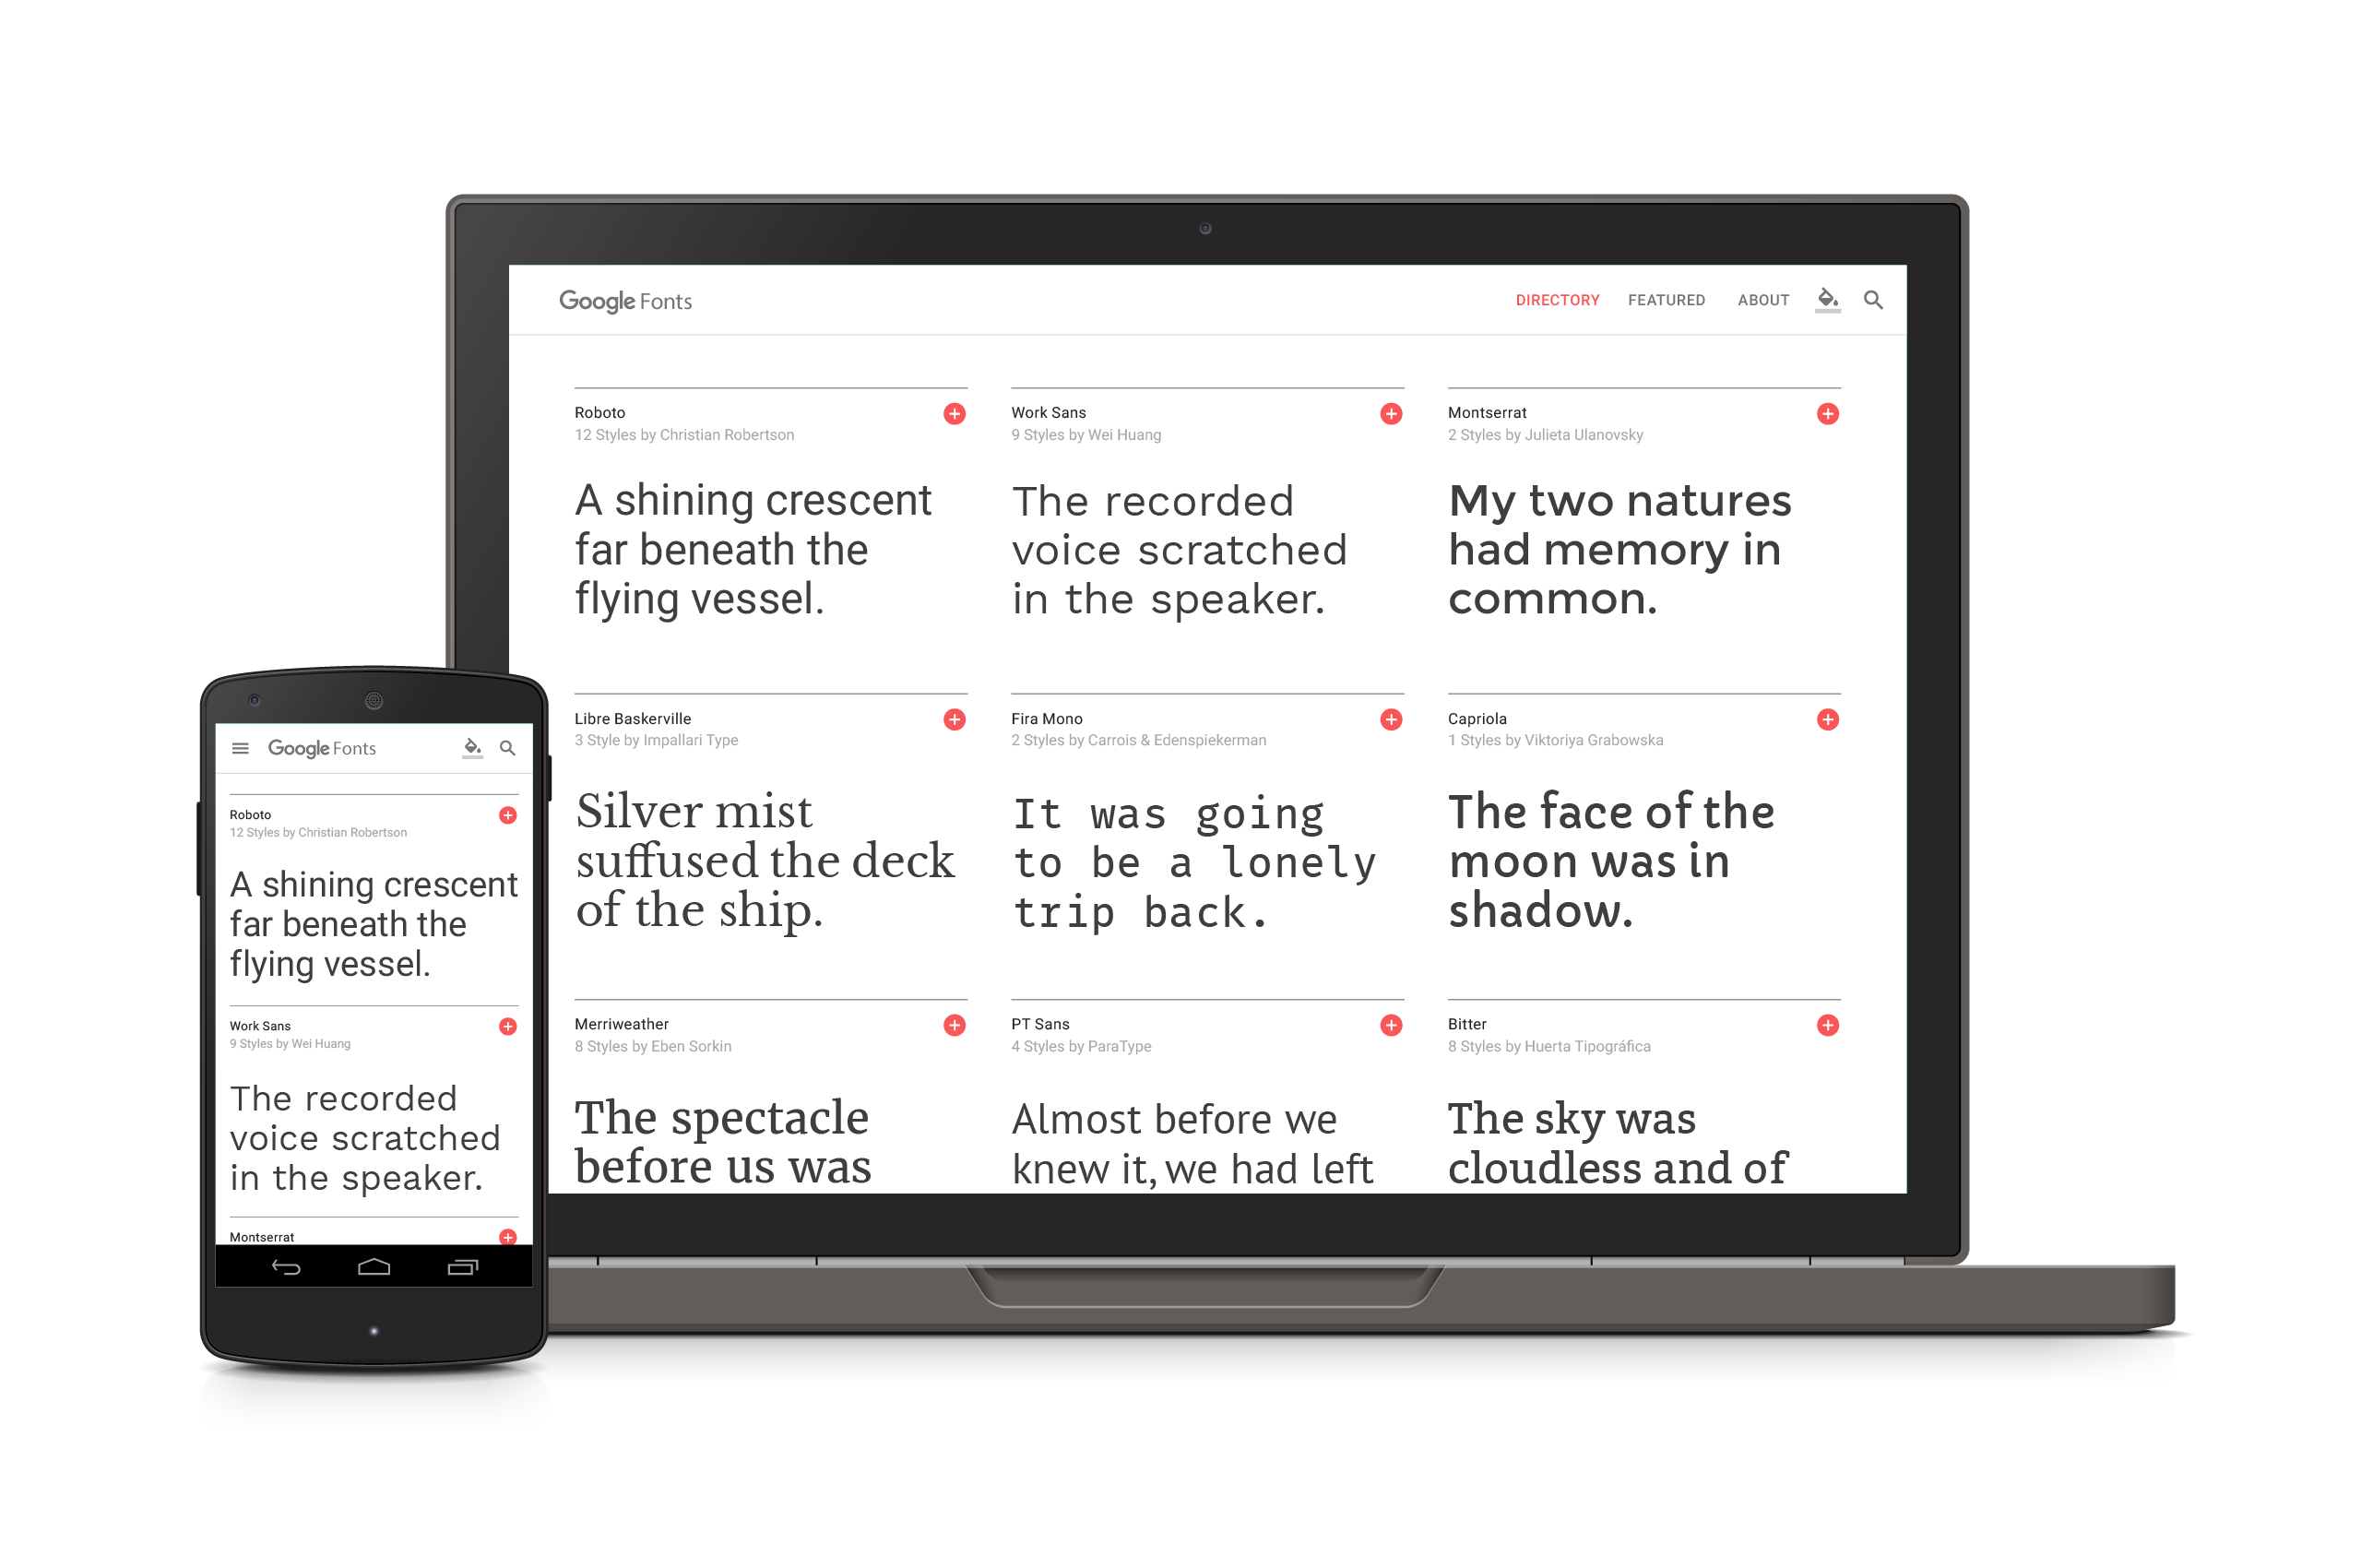 Google Fonts
DIRECTORY FEATURED ABOUT
Roboto
12 Styles by Christian Robertson
A shining crescent
far beneath the
flying vessel.
Work Sans
9 Styles by Wei Huang
The recorded
voice scratched
in the speaker.
Montserrat
2 Styles by Julieta Ulanovsky
My two natures
had memory in
common.
Libre Baskerville
3 Style by Impallari Type
Silver mist
suffused the deck
of the ship.
Fira Mono
2 Styles by Carrois & Edenspiekerman
It was going
to be a lonely
trip back.
Capriola
1 Styles by Viktoriya Grabowska
The face of the
moon was in
shadow.
Merriweather
8 Styles by Eben Sorkin
The spectacle
before us was
PT Sans
4 Styles by ParaType
Almost before we
knew it, we had left
Bitter
8 Styles by Huerta Tipográfica
The sky was
cloudless and of
Google Fonts
Roboto
12 Styles by Christian Robertson
A shining crescent
far beneath the
flying vessel.
Work Sans
9 Styles by Wei Huang
The recorded
voice scratched
in the speaker.
Montserrat